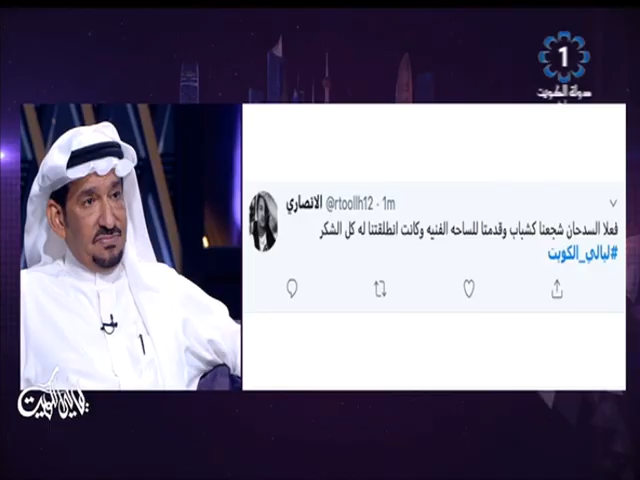 1
دولة الكويت
الانصاري @rtoollh12 · 1m
فعلا السدحان شجعنا كشباب وقدمتا للساحه الفنيه وكانت انطلقتنا له كل الشكر
#ليالي_الكويت
ليالي الكويت